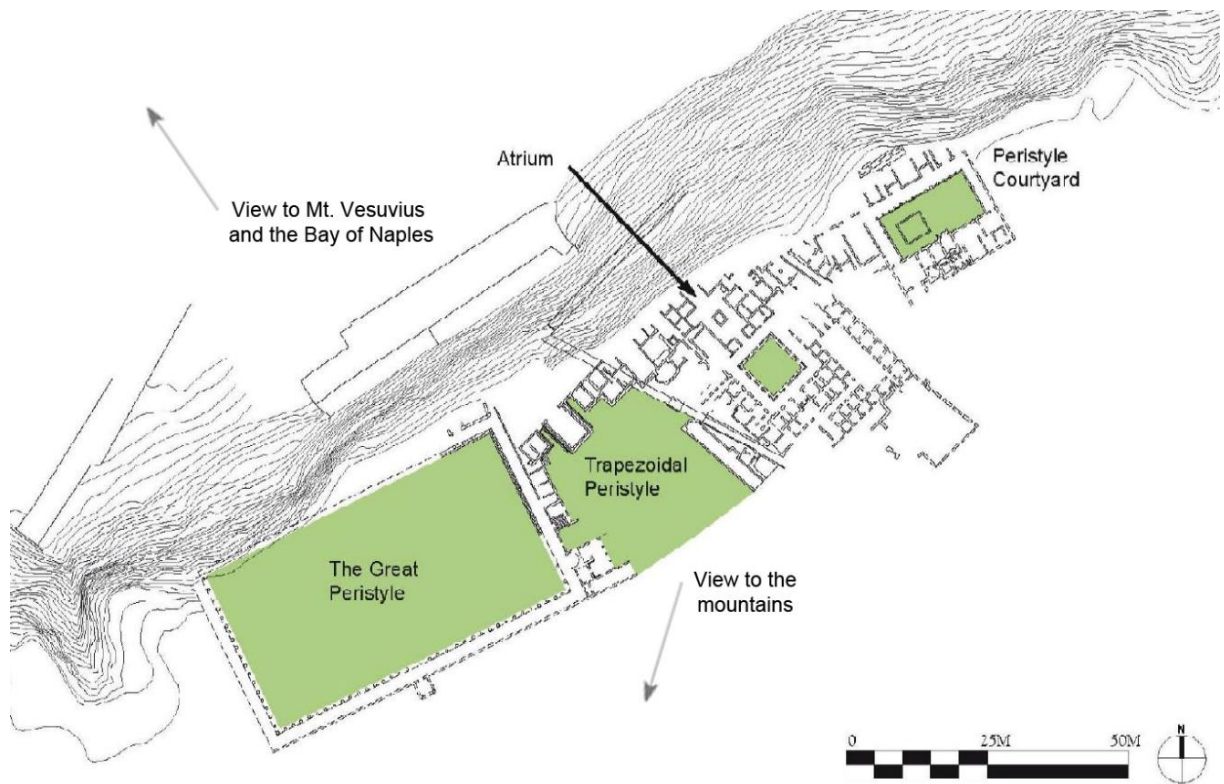 Atrium
Peristyle
Courtyard
View to Mt. Vesuvius
and the Bay of Naples
Trapezoidal
Peristyle
The Great
Peristyle
View to the
mountains
0 25M 50M
N